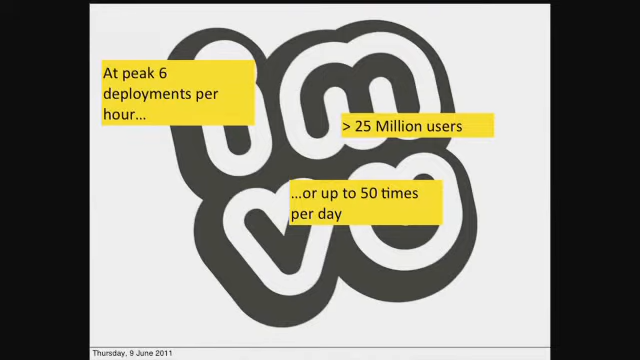 At peak 6
deployments per
hour…
> 25 Million users
…or up to 50 times
per day
imvu
Thursday, 9 June 2011